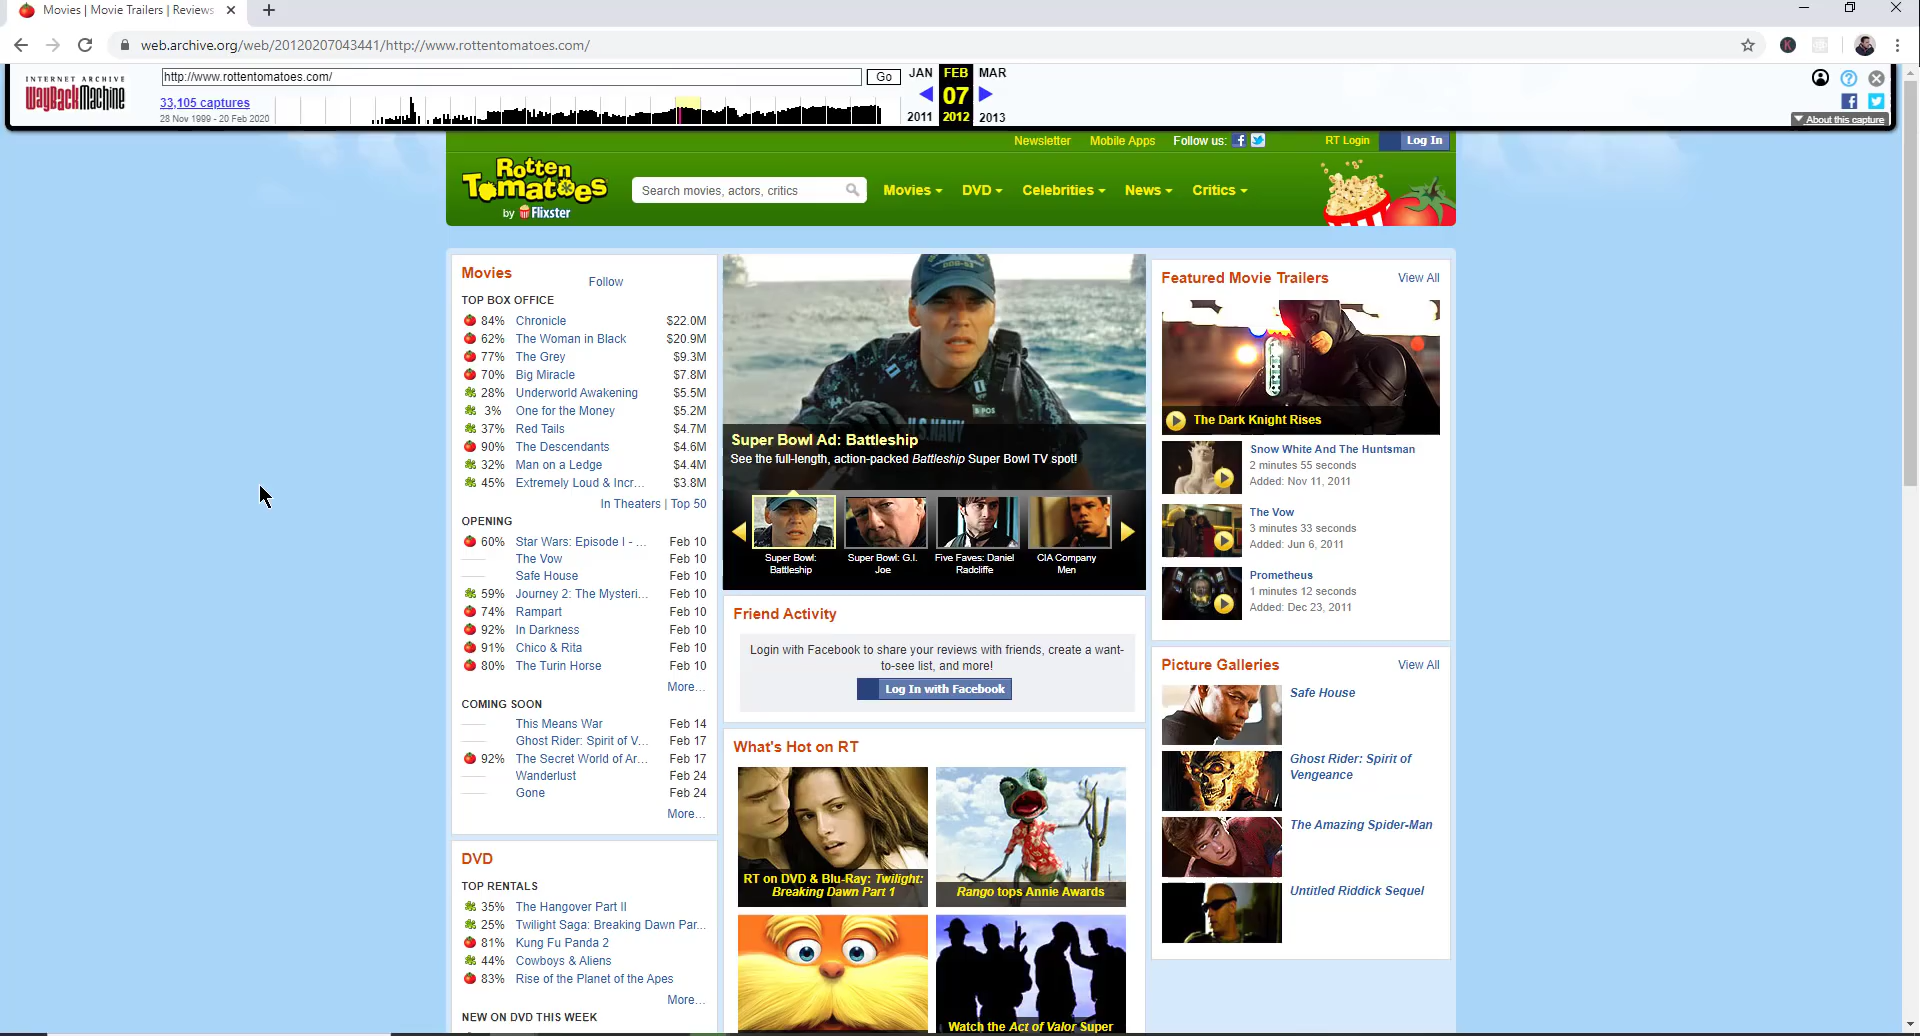 Movies | Movie Trailers | Reviews
web.archive.org/web/20120207043441/http://www.rottentomatoes.com/
INTERNET ARCHIVE
WayBackMachine
http://www.rottentomatoes.com/
Go
33,105 captures
28 Nov 1999 - 20 Feb 2020
JAN FEB MAR
07
2011 2012 2013
About this capture
Newsletter Mobile Apps Follow us: RT Login Log In
Rotten
Tomatoes
by Flixster
Search movies, actors, critics
Movies DVD Celebrities News Critics
Movies
Follow
TOP BOX OFFICE
84% Chronicle $22.0M
62% The Woman in Black $20.9M
77% The Grey $9.3M
70% Big Miracle $7.8M
28% Underworld Awakening $5.5M
3% One for the Money $5.2M
37% Red Tails $4.7M
90% The Descendants $4.6M
32% Man on a Ledge $4.4M
45% Extremely Loud & Incr... $3.8M
In Theaters | Top 50
OPENING
60% Star Wars: Episode I - ... Feb 10
The Vow Feb 10
Safe House Feb 10
59% Journey 2: The Mysteri... Feb 10
74% Rampart Feb 10
92% In Darkness Feb 10
91% Chico & Rita Feb 10
80% The Turin Horse Feb 10
More...
COMING SOON
This Means War Feb 14
Ghost Rider: Spirit of V... Feb 17
92% The Secret World of Ar... Feb 17
Wanderlust Feb 24
Gone Feb 24
More...
DVD
TOP RENTALS
35% The Hangover Part II
25% Twilight Saga: Breaking Dawn Par...
81% Kung Fu Panda 2
44% Cowboys & Aliens
83% Rise of the Planet of the Apes
More...
NEW ON DVD THIS WEEK
U.S. NAVY
Super Bowl Ad: Battleship
See the full-length, action-packed Battleship Super Bowl TV spot!
Super Bowl:
Battleship
Super Bowl: G.I.
Joe
Five Faves: Daniel
Radcliffe
CIA Company
Men
Friend Activity
Login with Facebook to share your reviews with friends, create a want-
to-see list, and more!
Log In with Facebook
What's Hot on RT
RT on DVD & Blu-Ray: Twilight:
Breaking Dawn Part 1
Rango tops Annie Awards
Watch the Act of Valor Super
Featured Movie Trailers View All
The Dark Knight Rises
Snow White And The Huntsman
2 minutes 55 seconds
Added: Nov 11, 2011
The Vow
3 minutes 33 seconds
Added: Jun 6, 2011
Prometheus
1 minutes 12 seconds
Added: Dec 23, 2011
Picture Galleries View All
Safe House
Ghost Rider: Spirit of
Vengeance
The Amazing Spider-Man
Untitled Riddick Sequel